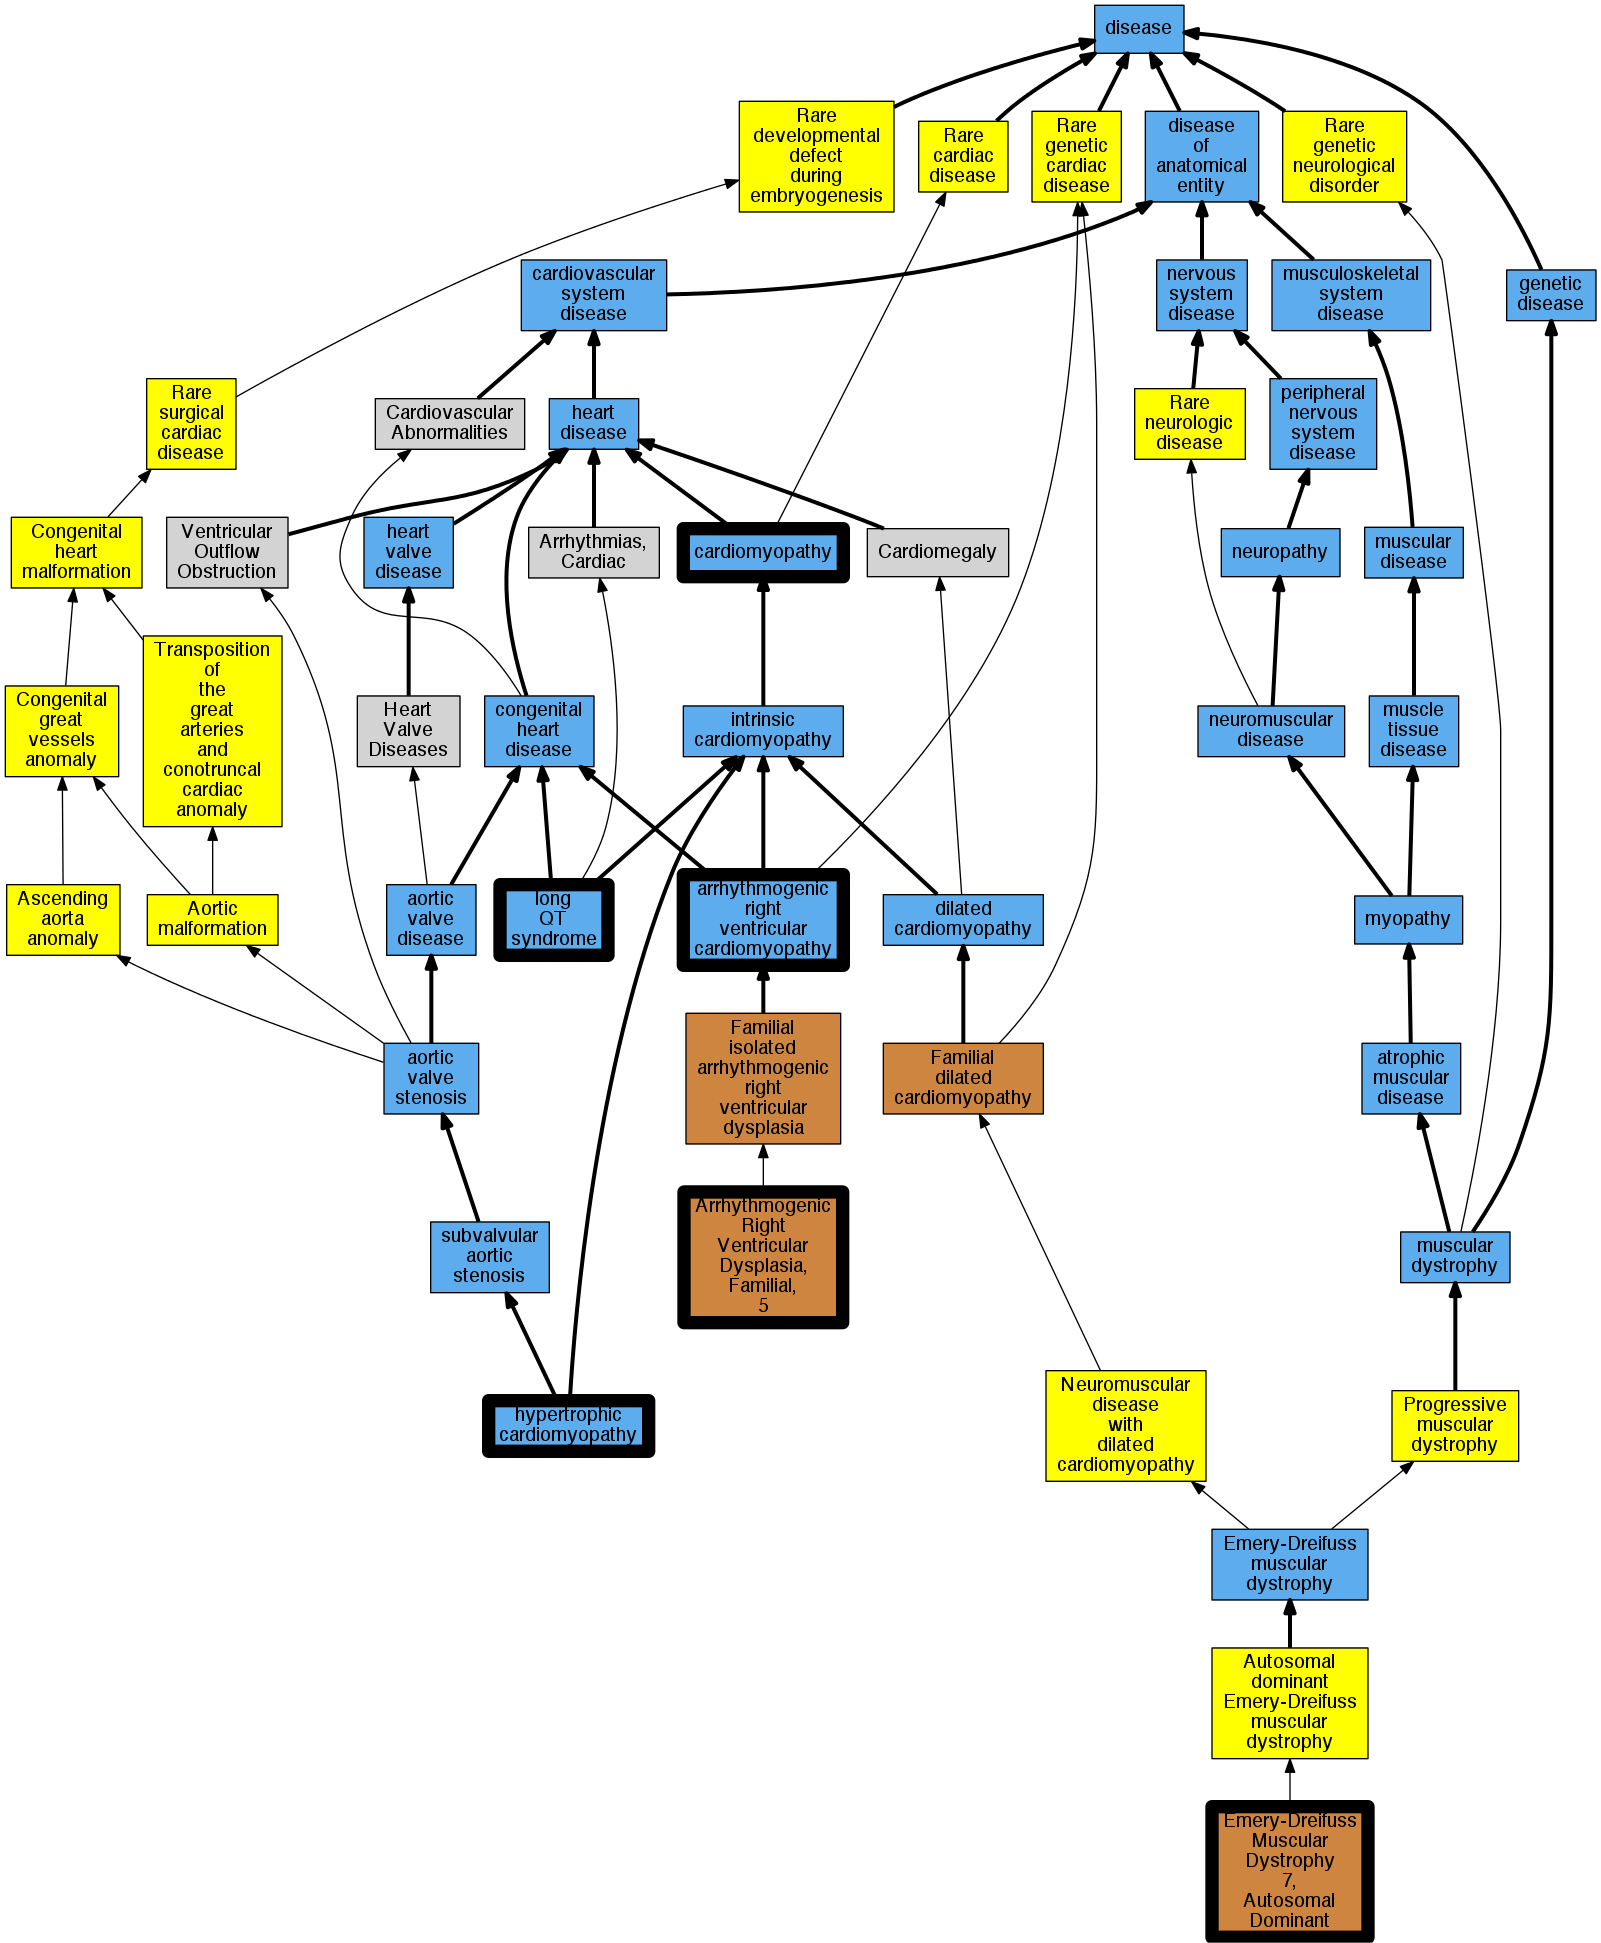 disease
Rare
developmental
defect
during
embryogenesis
Rare
cardiac
disease
Rare
genetic
cardiac
disease
disease
of
anatomical
entity
Rare
genetic
neurological
disorder
cardiovascular
system
disease
nervous
system
disease
musculoskeletal
system
disease
genetic
disease
Rare
surgical
cardiac
disease
Cardiovascular
Abnormalities
heart
disease
Rare
neurologic
disease
peripheral
nervous
system
disease
Congenital
heart
malformation
Ventricular
Outflow
Obstruction
heart
valve
disease
Arrhythmias,
Cardiac
cardiomyopathy
Cardiomegaly
neuropathy
muscular
disease
Transposition
of
the
great
arteries
and
conotruncal
cardiac
anomaly
Congenital
great
vessels
anomaly
Heart
Valve
Diseases
congenital
heart
disease
intrinsic
cardiomyopathy
neuromuscular
disease
muscle
tissue
disease
Ascending
aorta
anomaly
Aortic
malformation
aortic
valve
disease
long
QT
syndrome
arrhythmogenic
right
ventricular
cardiomyopathy
dilated
cardiomyopathy
myopathy
aortic
valve
stenosis
Familial
isolated
arrhythmogenic
right
ventricular
dysplasia
Familial
dilated
cardiomyopathy
atrophic
muscular
disease
subvalvular
aortic
stenosis
Arrhythmogenic
Right
Ventricular
Dysplasia,
Familial,
5
muscular
dystrophy
hypertrophic
cardiomyopathy
Neuromuscular
disease
with
dilated
cardiomyopathy
Progressive
muscular
dystrophy
Emery-Dreifuss
muscular
dystrophy
Autosomal
dominant
Emery-Dreifuss
muscular
dystrophy
Emery-Dreifuss
Muscular
Dystrophy
7,
Autosomal
Dominant